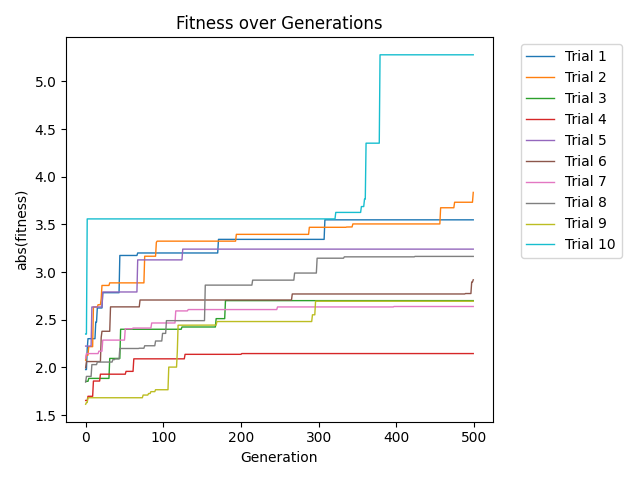 Fitness over Generations
abs(fitness)
5.0
4.5
4.0
3.5
3.0
2.5
2.0
1.5
0
100
200
300
400
500
Generation
Trial 1
Trial 2
Trial 3
Trial 4
Trial 5
Trial 6
Trial 7
Trial 8
Trial 9
Trial 10